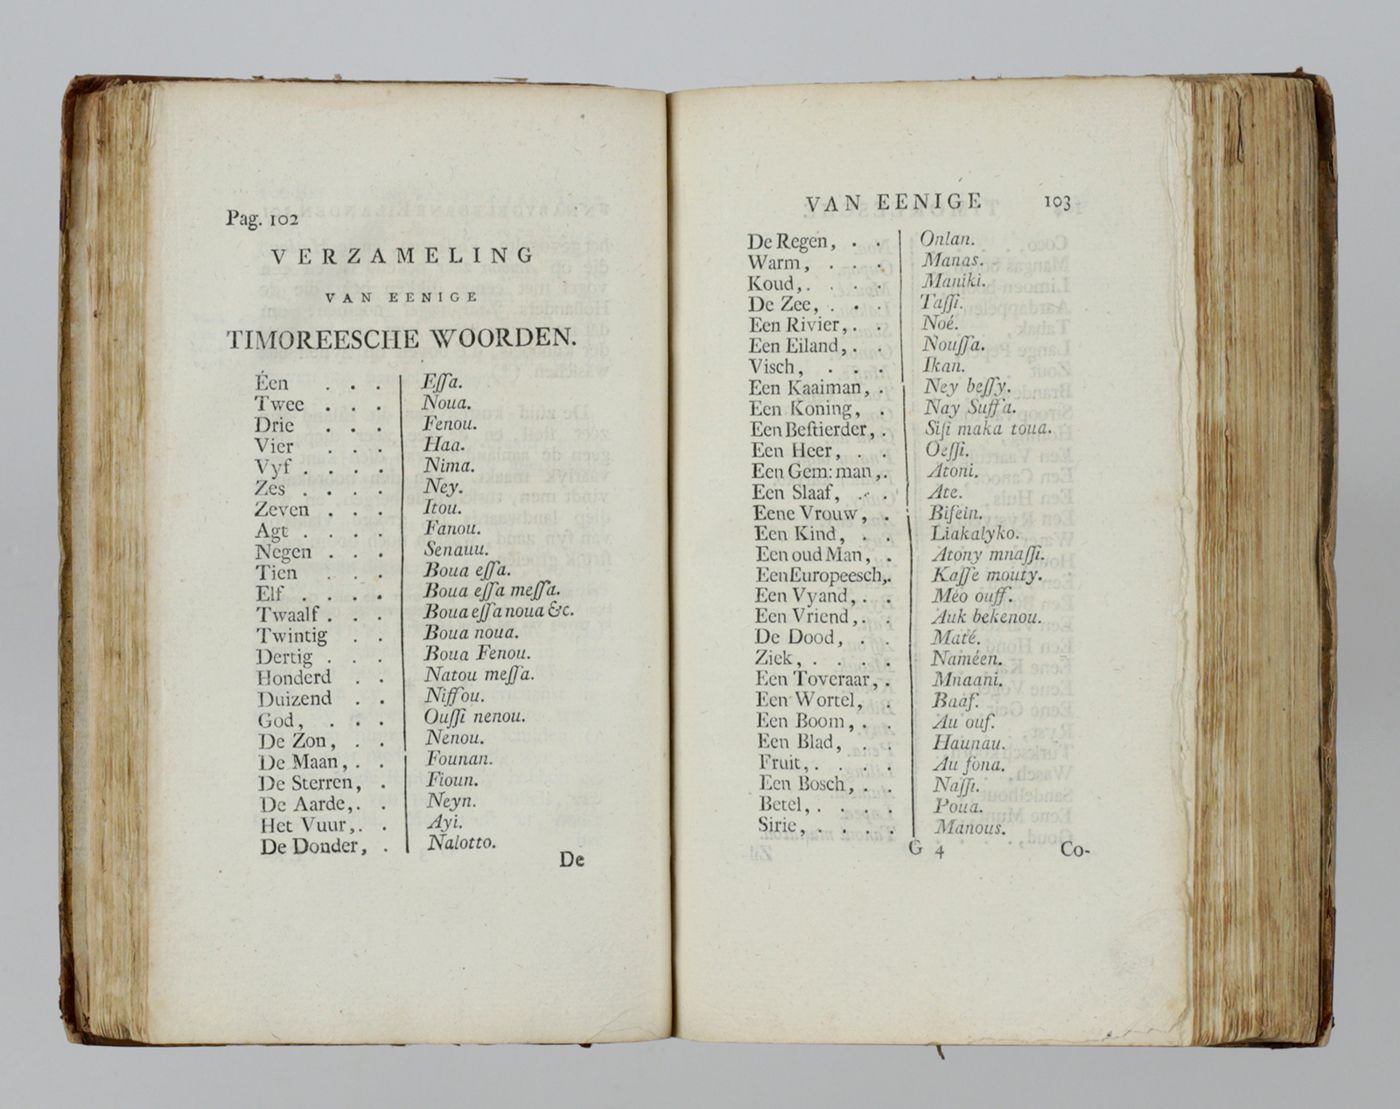 Pag. 102
VERZAMELING
VAN EENIGE
TIMOREESCHE WOORDEN.
Éen . . . Eſſa.
Twee . . . Noua.
Drie . . . Fenou.
Vier . . . Haa.
Vyf . . . . Nima.
Zes . . . . Ney.
Zeven . . . Itou.
Agt . . . . Fanou.
Negen . . . Senauu.
Tien . . . Boua eſſa.
Elf . . . . Boua eſſa meſſa.
Twaalf . . . Boua eſſa noua &c.
Twintig . . Boua noua.
Dertig . . . Boua Fenou.
Honderd . . Natou meſſa.
Duizend . . Niffou.
God, . . . Ouſſi nenou.
De Zon, . . Nenou.
De Maan, . . Founan.
De Sterren, . Fioun.
De Aarde, . . Neyn.
Het Vuur, . . Ayi.
De Donder, . Nalotto.
De
VAN EENIGE 103
De Regen, . . Onlan.
Warm, . . . Manas.
Koud, . . . . Maniki.
De Zee, . . . Taſſi.
Een Rivier, . . Noé.
Een Eiland, . . Nouſſa.
Visch, . . . Ikan.
Een Kaaiman, . Ney beſſy.
Een Koning, . Nay Suffa.
Een Beſtierder, . Siſi maka toua.
Een Heer, . . Oeſſi.
Een Gem: man, . Atoni.
Een Slaaf, . . Ate.
Eene Vrouw, . Bifein.
Een Kind, . . Liakalyko.
Een oud Man, . Atony mnaſſi.
Een Europeesch, . Kaſſe mouty.
Een Vyand, . . Méo ouff.
Een Vriend, . . Auk bekenou.
De Dood, . . Maté.
Ziek, . . . . Naméen.
Een Toveraar, . Mnaani.
Een Wortel, . Baaf.
Een Boom, . . Au ouf.
Een Blad, . . Haunau.
Fruit, . . . . Au fona.
Een Bosch, . . Naſſi.
Betel, . . . . Poua.
Sirie, . . . . Manous.
G 4 Co-